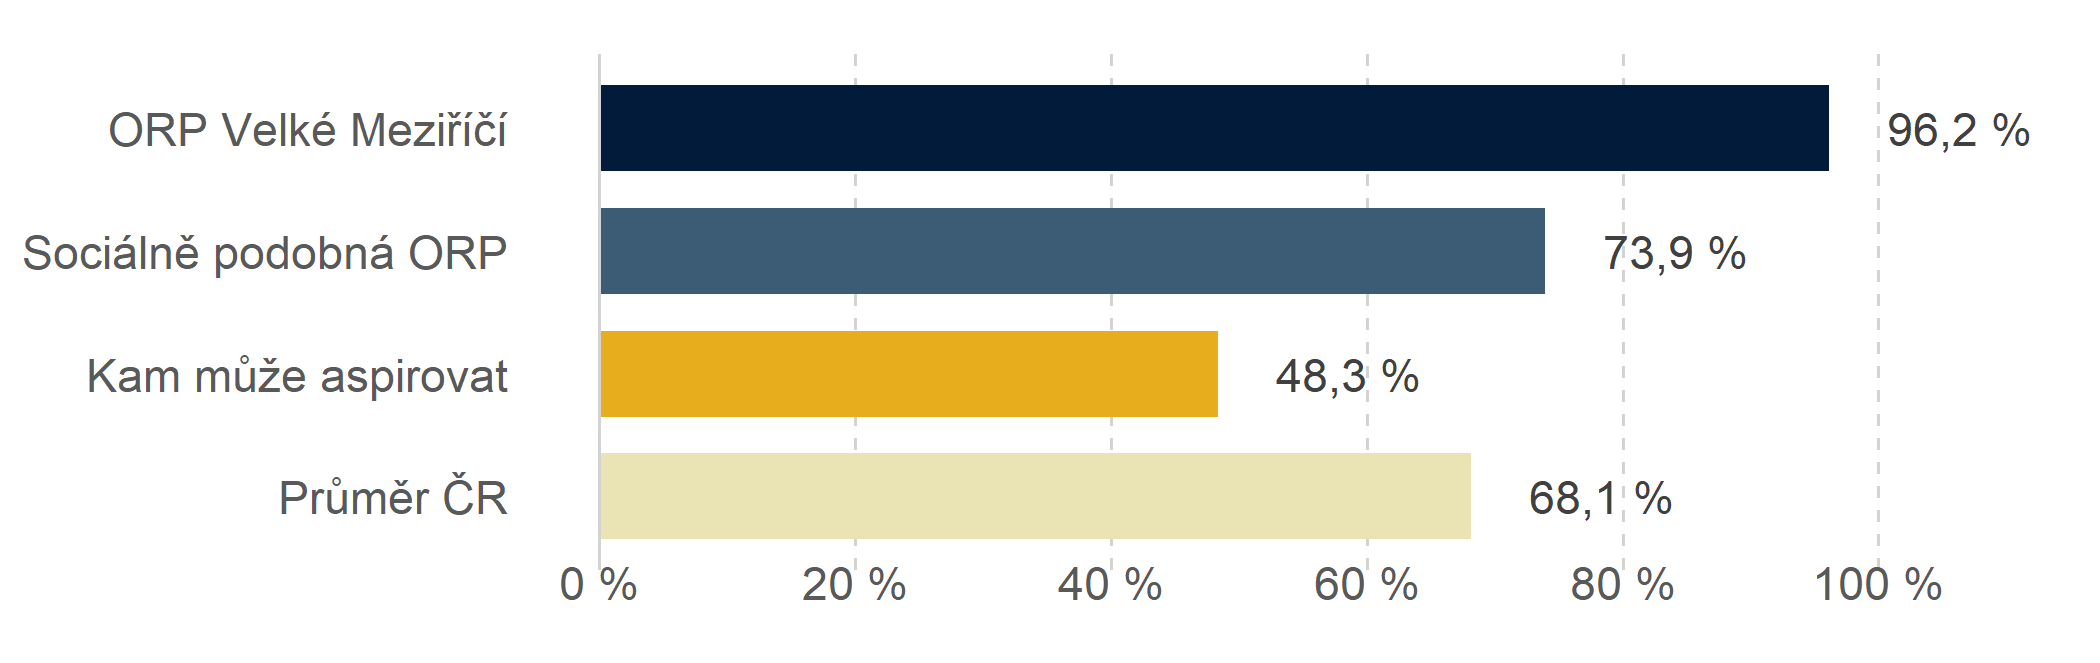 ORP Velké Meziříčí
96,2 %
Sociálně podobná ORP
73,9 %
Kam může aspirovat
48,3 %
Průměr ČR
68,1 %
0 %
20 %
40 %
60 %
80 %
100 %